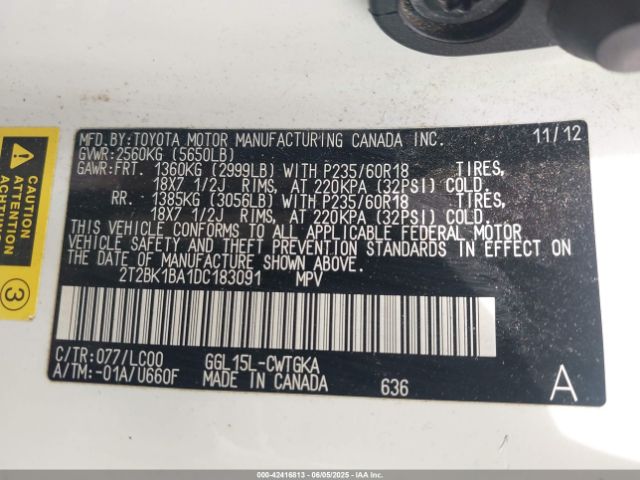 MFD.BY:TOYOTA MOTOR MANUFACTURING CANADA INC. 11/12
GVWR:2560KG (5650LB)
GAWR:FRT. 1360KG (2999LB) WITH P235/60R18 TIRES,
18X7 1/2J RIMS, AT 220KPA (32PSI) COLD.
RR. 1385KG (3056LB) WITH P235/60R18 TIRES,
18X7 1/2J RIMS, AT 220KPA (32PSI) COLD.
THIS VEHICLE CONFORMS TO ALL APPLICABLE FEDERAL MOTOR
VEHICLE SAFETY AND THEFT PREVENTION STANDARDS IN EFFECT ON
THE DATE OF MANUFACTURE SHOWN ABOVE.
2T2BK1BA1DC183091 MPV
C/TR:077/LC00 GGL15L-CWTGKA
A/TM:-01A/U660F MADE IN CANADA 636 A
CAUTION
ATTENTION
3
000-42416813 - 06/05/2025 - IAAI.COM